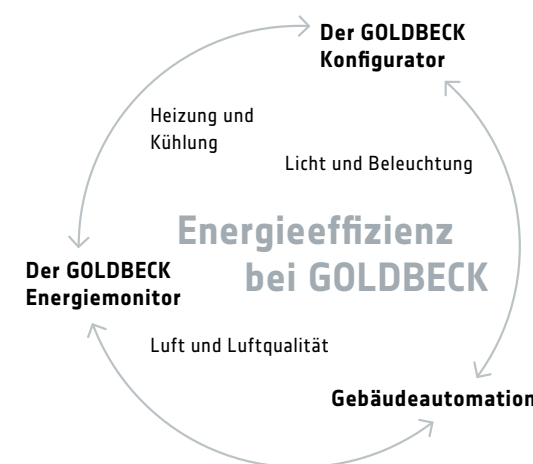 Der GOLDBECK
Konfigurator
Heizung und
Kühlung
Licht und Beleuchtung
Energieeffizienz
bei GOLDBECK
Der GOLDBECK
Energiemonitor
Luft und Luftqualität
Gebäudeautomation